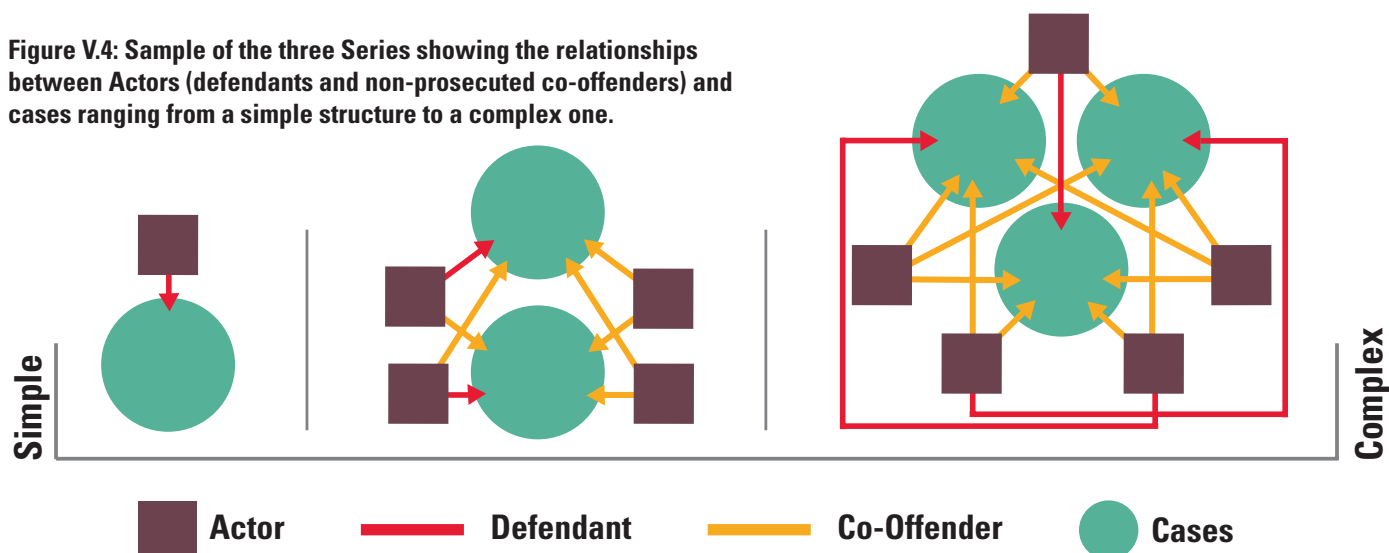 Figure V.4: Sample of the three Series showing the relationships
between Actors (defendants and non-prosecuted co-offenders) and
cases ranging from a simple structure to a complex one.
Simple
Complex
Actor
Defendant
Co-Offender
Cases